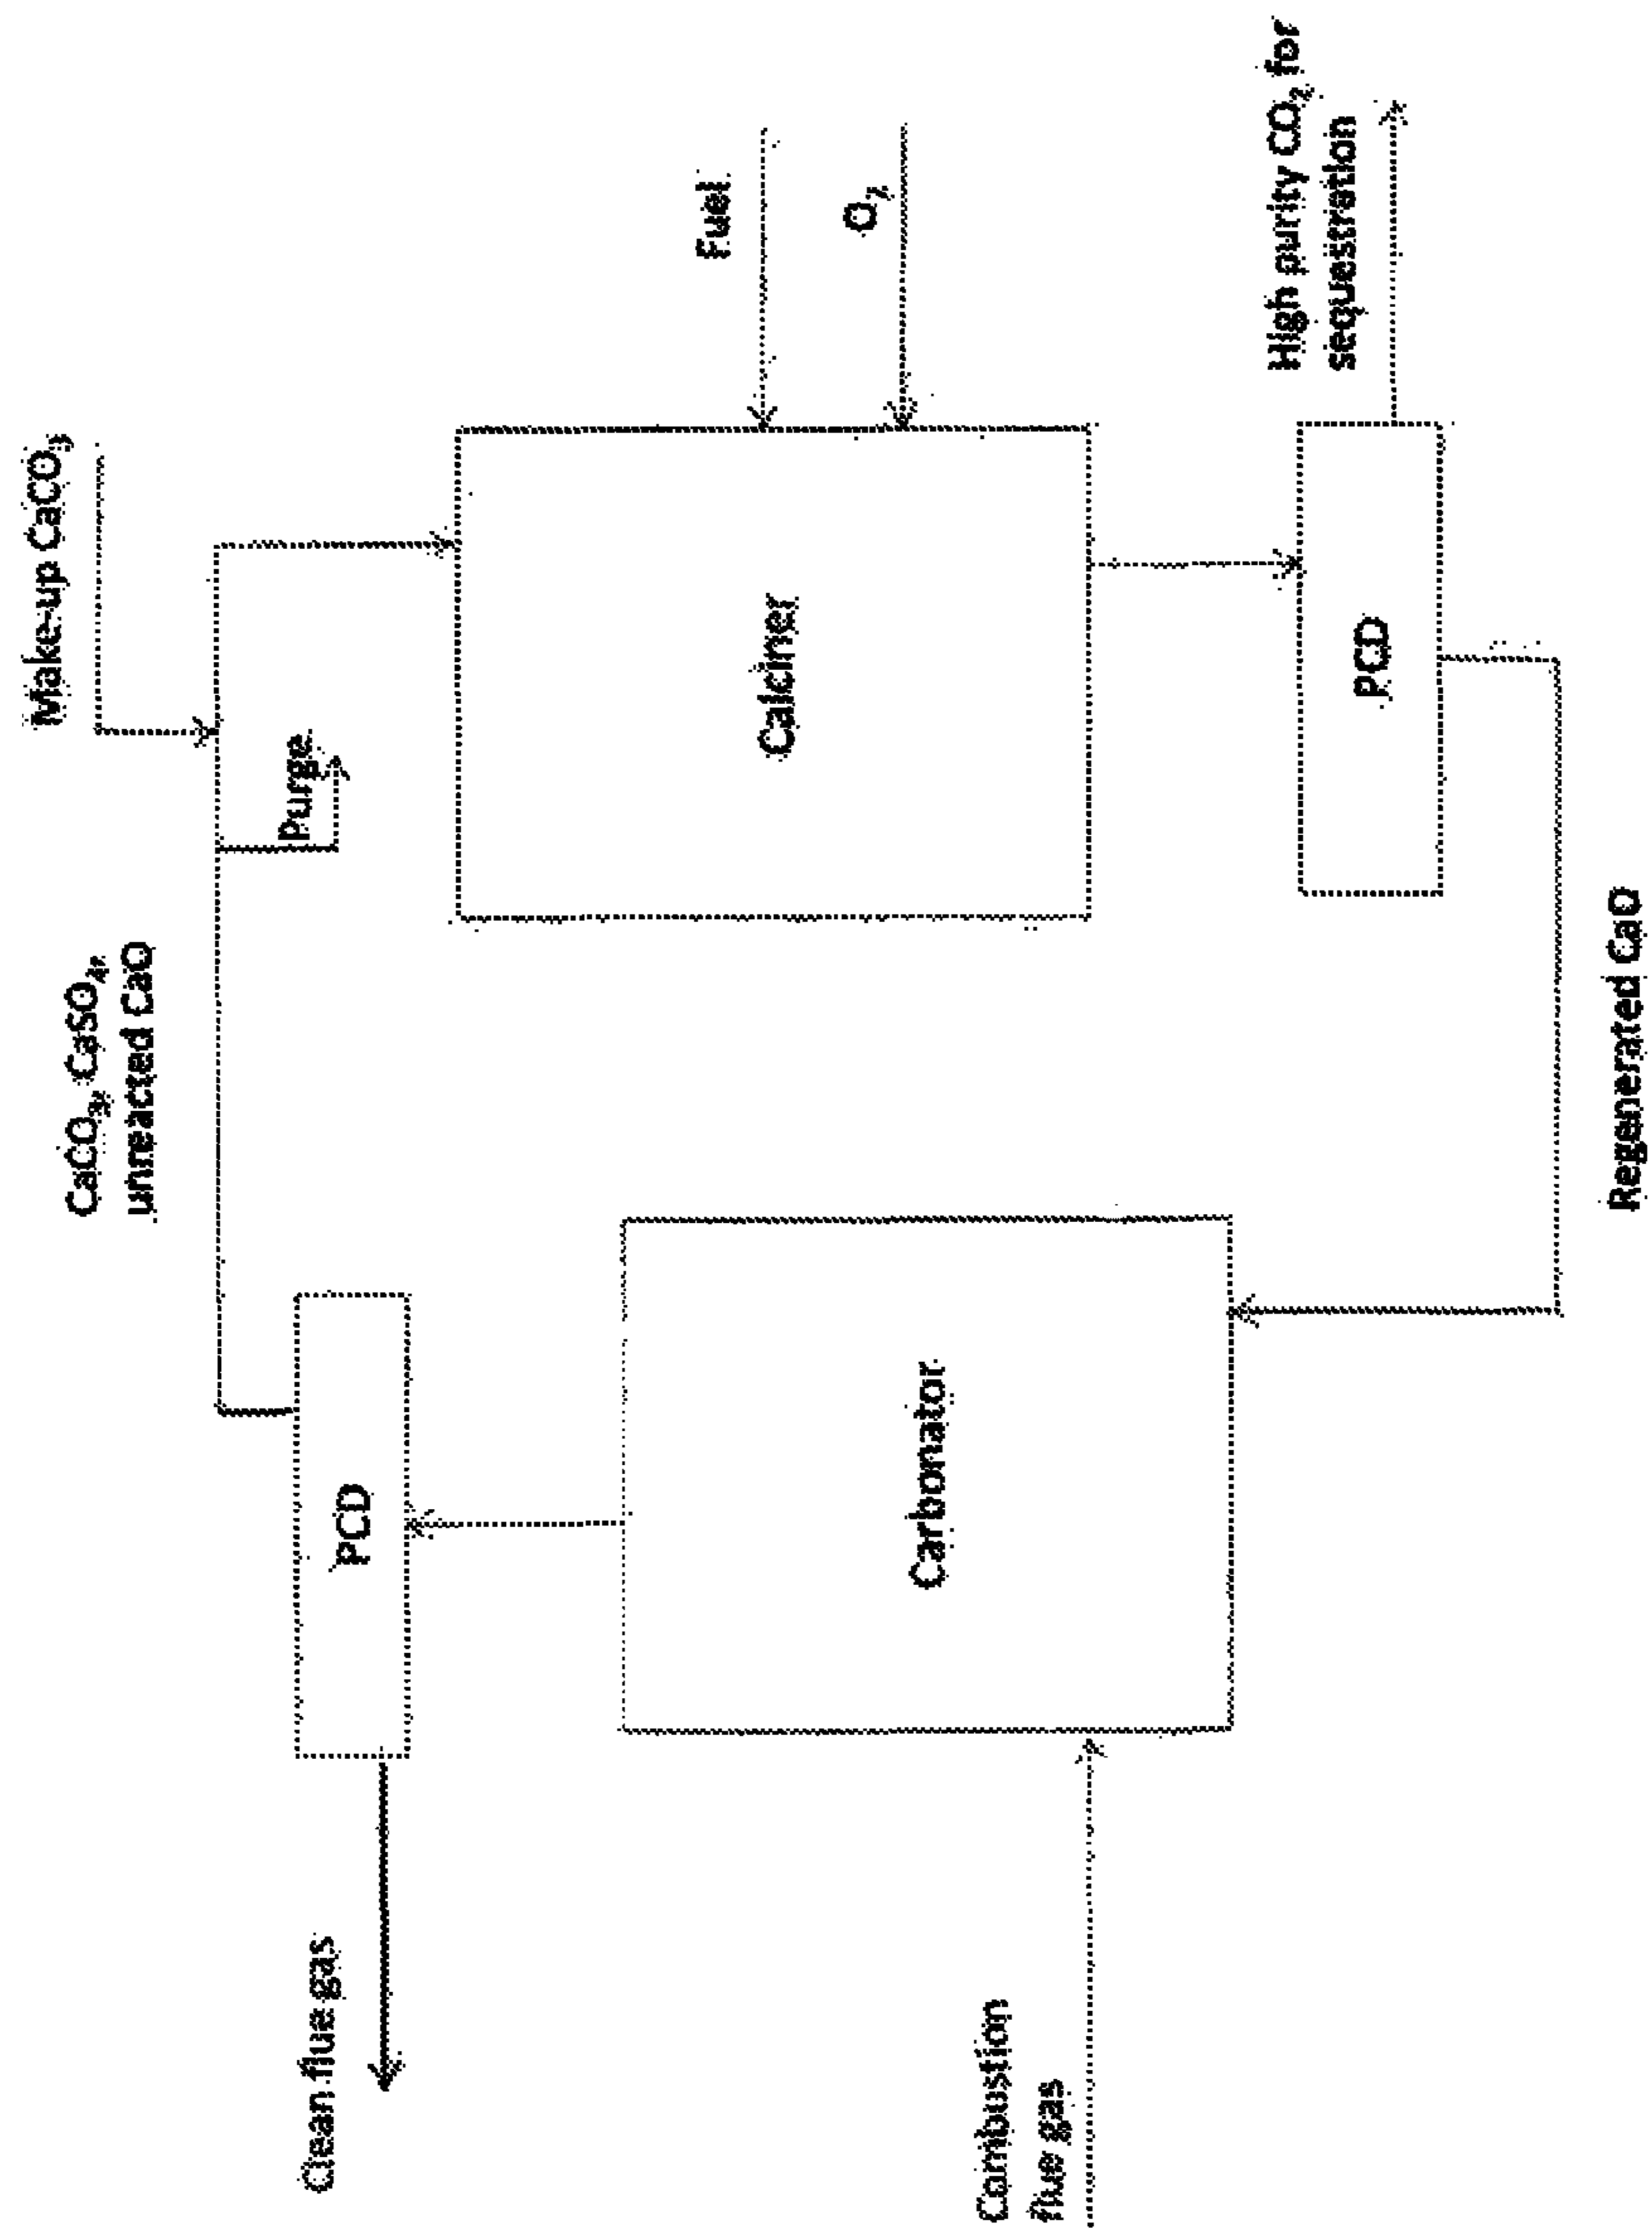 Clean flue gas
PCD
CaCO₃, CaSO₄,
unreacted CaO
Make-up CaCO₃
Purge
Combustion
flue gas
Carbonator
Calciner
Fuel
O₂
PCD
High purity CO₂ for
sequestration
Regenerated CaO